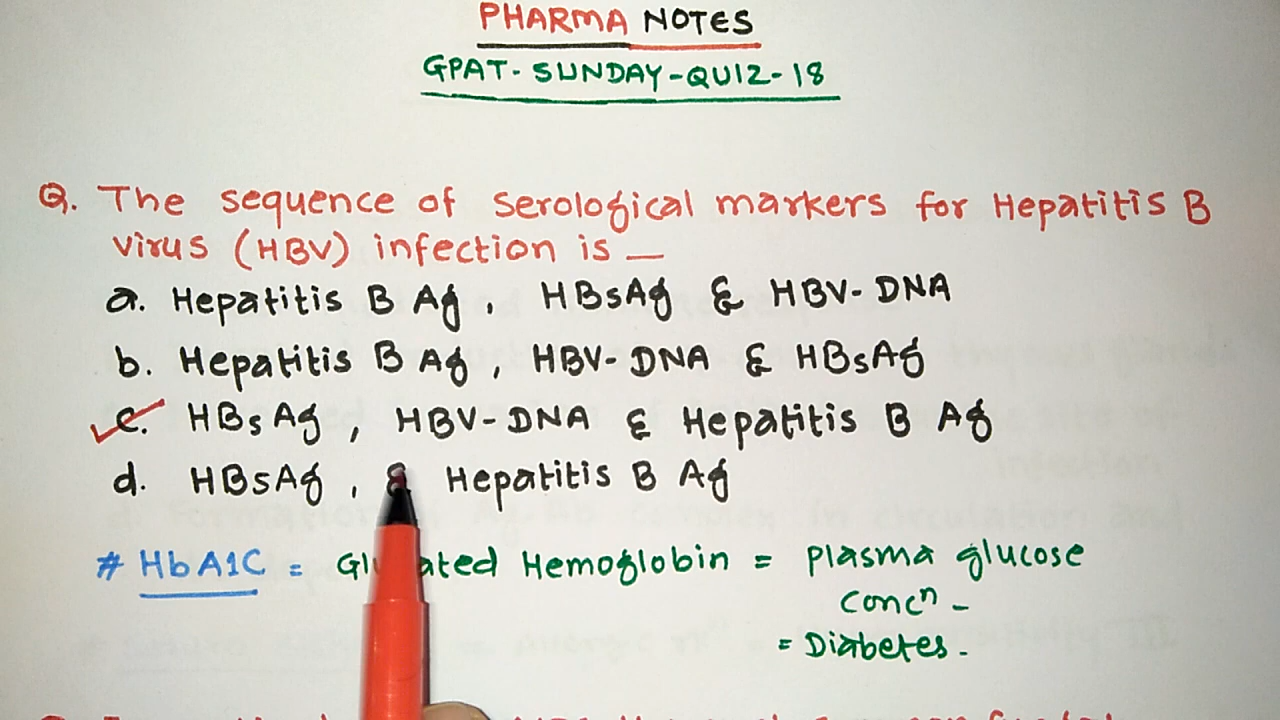 PHARMA NOTES
GPAT- SUNDAY-QUIZ-18
Q. The sequence of serological markers for Hepatitis B
virus (HBV) infection is —
a. Hepatitis B Ag, HBsAg & HBV-DNA
b. Hepatitis B Ag, HBV-DNA & HBsAg
c. HBsAg, HBV-DNA & Hepatitis B Ag
d. HBsAg, & Hepatitis B Ag
# HbA1C = ated Hemoglobin = Plasma glucose
concⁿ -
= Diabetes.